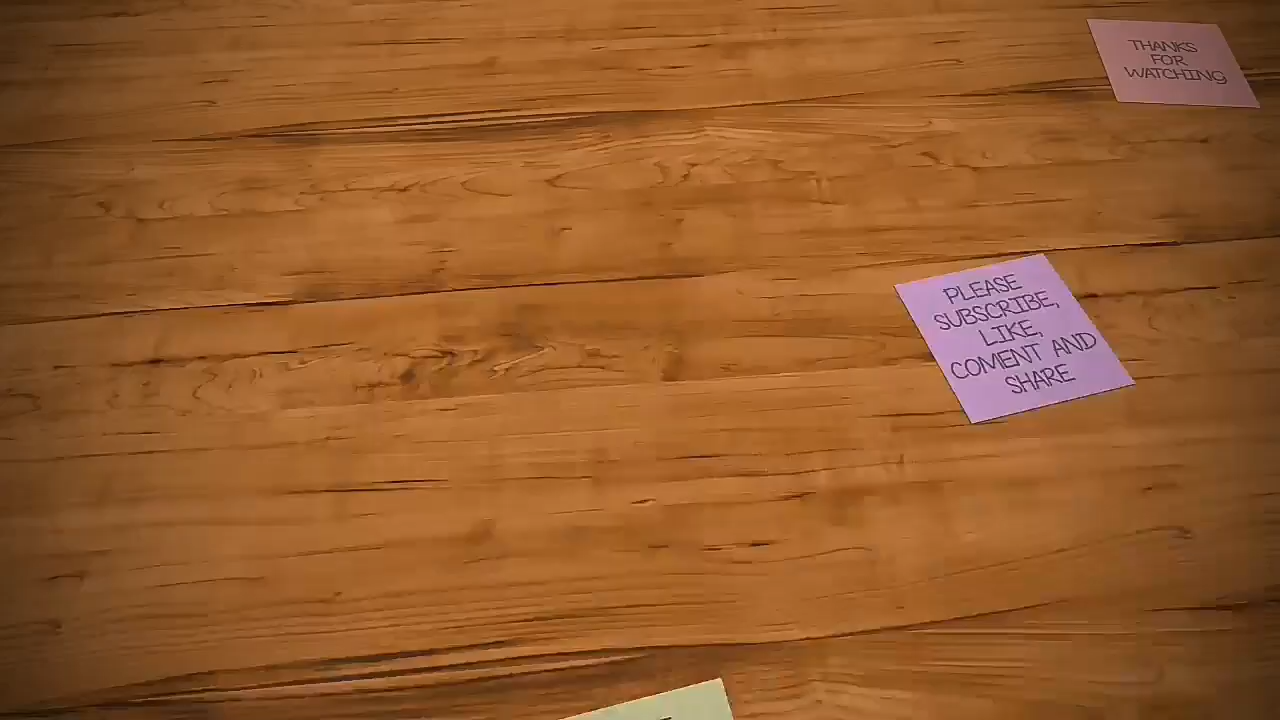 THANKS
FOR
WATCHING
PLEASE
SUBSCRIBE,
LIKE,
COMENT AND
SHARE